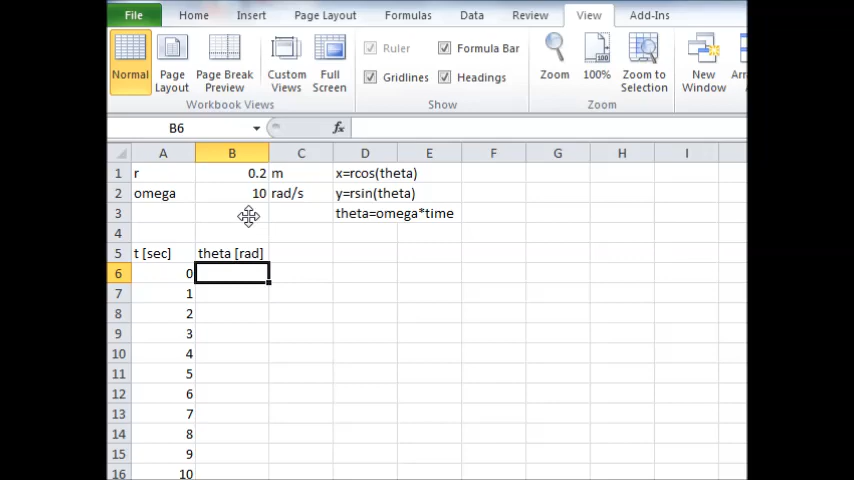 File Home Insert Page Layout Formulas Data Review View Add-Ins
Normal Page Layout Page Break Preview Custom Views Full Screen
Ruler Formula Bar
Gridlines Headings
Zoom 100% Zoom to Selection New Window
Workbook Views Show Zoom
B6 fx
A B C D E F G H I
1 r 0.2 m x=rcos(theta)
2 omega 10 rad/s y=rsin(theta)
3 theta=omega*time
4
5 t [sec] theta [rad]
6 0
7 1
8 2
9 3
10 4
11 5
12 6
13 7
14 8
15 9
16 10